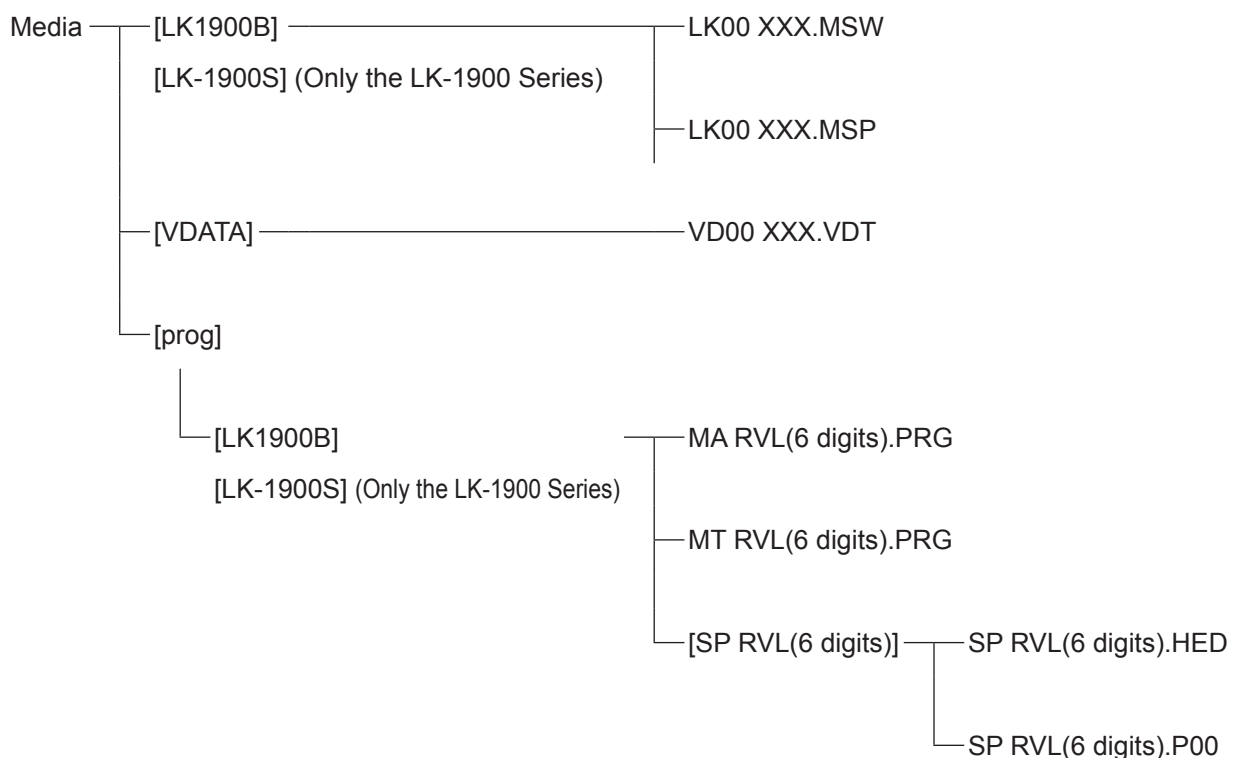 Media [LK1900B] LK00 XXX.MSW
[LK-1900S] (Only the LK-1900 Series)
LK00 XXX.MSP
[VDATA] VD00 XXX.VDT
[prog]
[LK1900B] MA RVL(6 digits).PRG
[LK-1900S] (Only the LK-1900 Series)
MT RVL(6 digits).PRG
[SP RVL(6 digits)] SP RVL(6 digits).HED
SP RVL(6 digits).P00